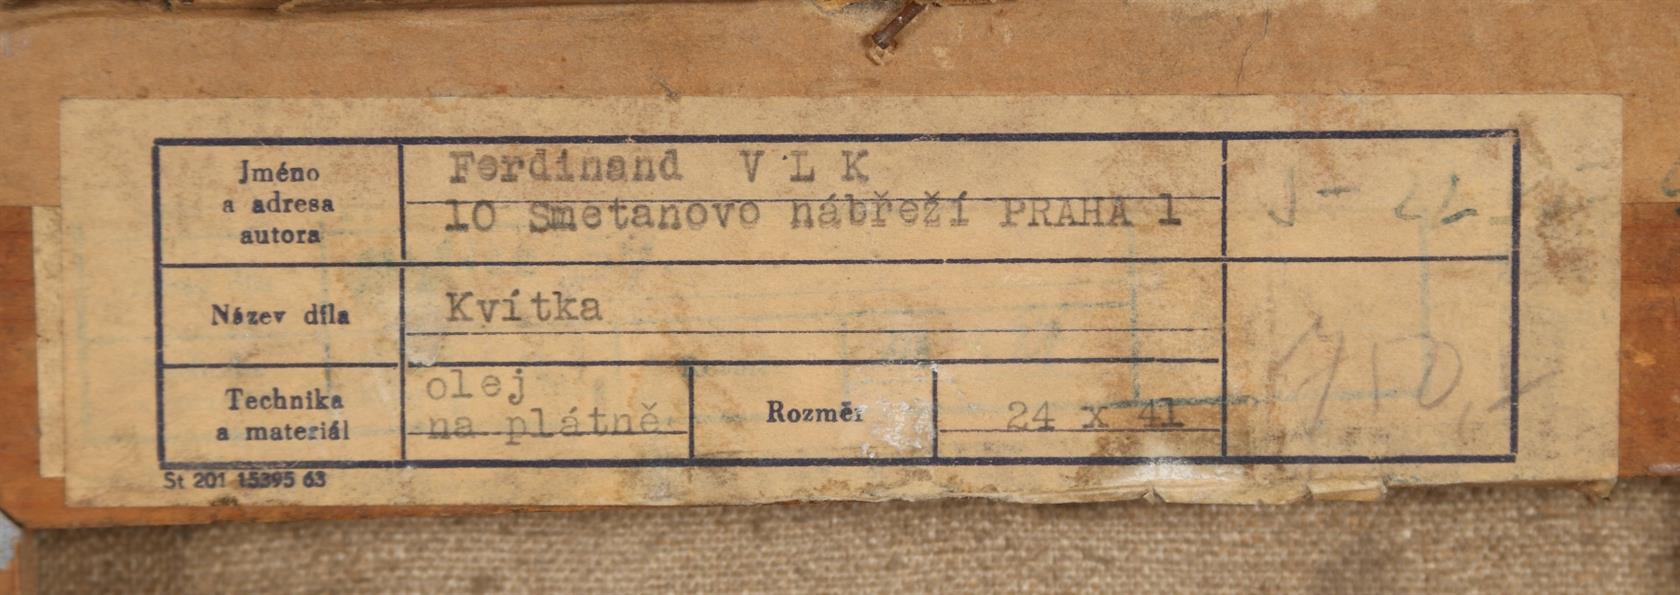 Jméno
a adresa
autora
Ferdinand V L K
10 Smetanovo nábřeží PRAHA 1
Název díla
Kvítka
Technika
a materiál
olej
na plátně
Rozměr
24 x 41
St 201 15395 63